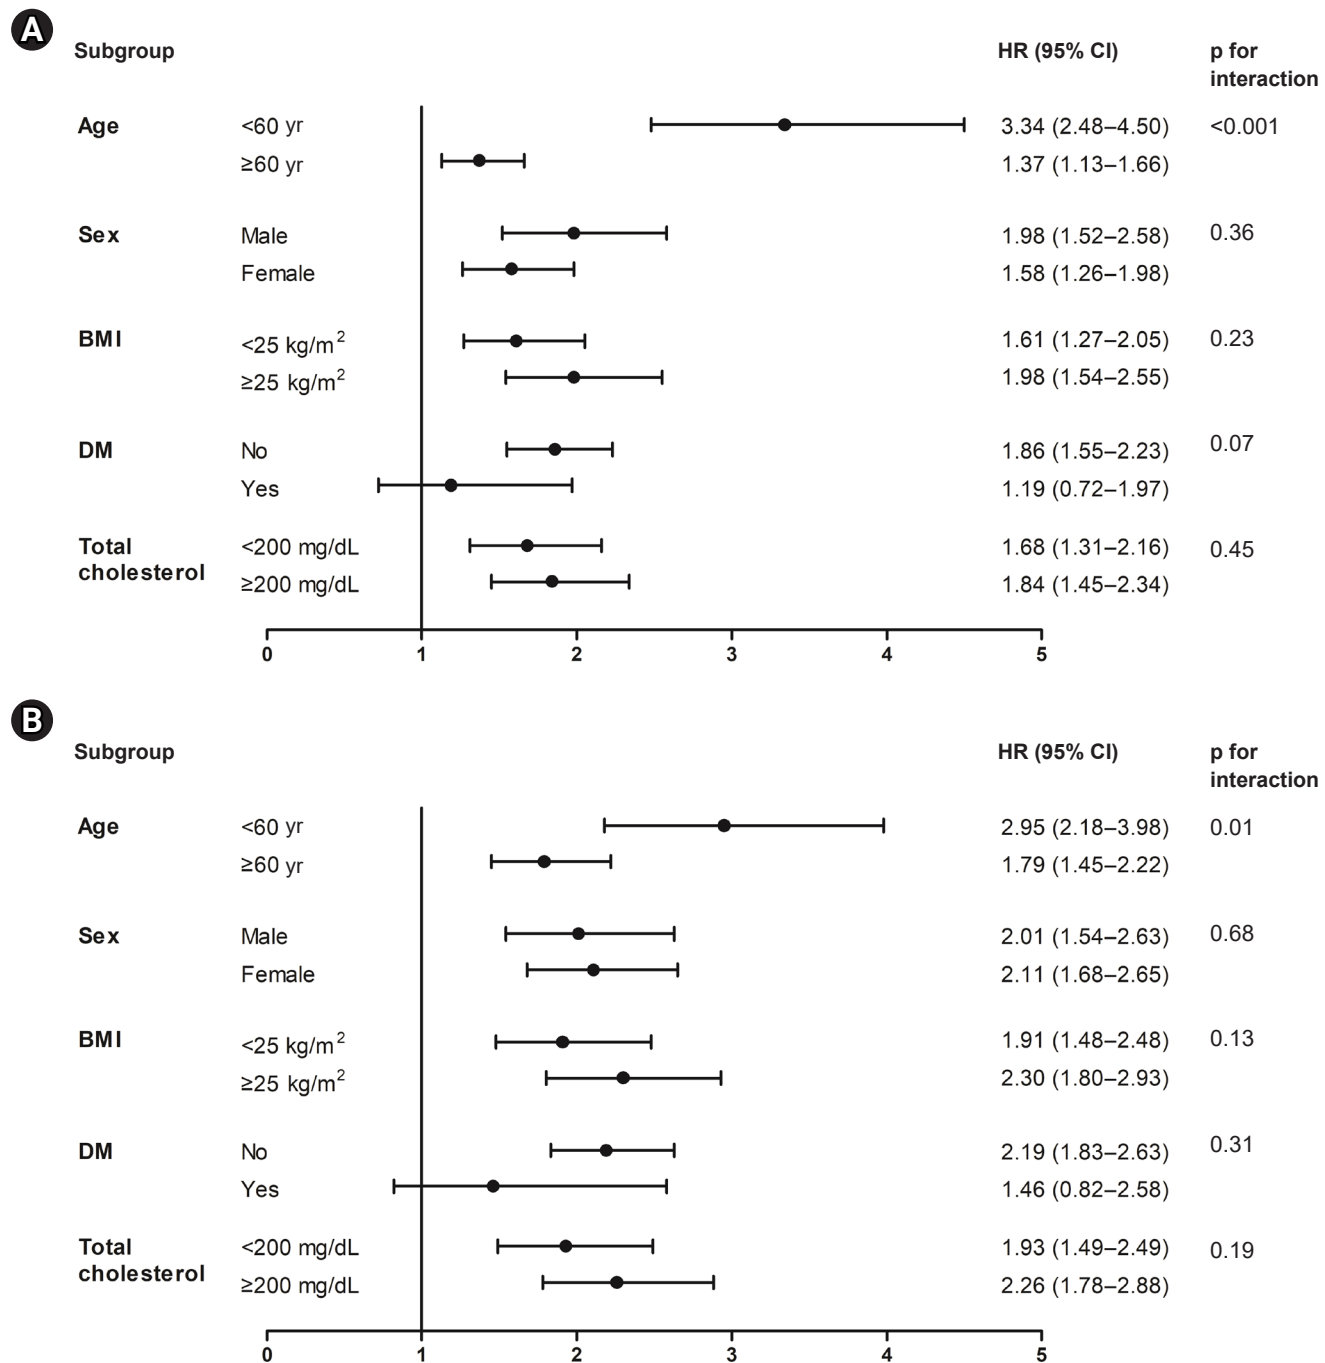 A
Subgroup HR (95% CI) p for
interaction
Age <60 yr 3.34 (2.48–4.50) <0.001
≥60 yr 1.37 (1.13–1.66)
Sex Male 1.98 (1.52–2.58) 0.36
Female 1.58 (1.26–1.98)
BMI <25 kg/m² 1.61 (1.27–2.05) 0.23
≥25 kg/m² 1.98 (1.54–2.55)
DM No 1.86 (1.55–2.23) 0.07
Yes 1.19 (0.72–1.97)
Total <200 mg/dL 1.68 (1.31–2.16) 0.45
cholesterol ≥200 mg/dL 1.84 (1.45–2.34)
0 1 2 3 4 5
B
Subgroup HR (95% CI) p for
interaction
Age <60 yr 2.95 (2.18–3.98) 0.01
≥60 yr 1.79 (1.45–2.22)
Sex Male 2.01 (1.54–2.63) 0.68
Female 2.11 (1.68–2.65)
BMI <25 kg/m² 1.91 (1.48–2.48) 0.13
≥25 kg/m² 2.30 (1.80–2.93)
DM No 2.19 (1.83–2.63) 0.31
Yes 1.46 (0.82–2.58)
Total <200 mg/dL 1.93 (1.49–2.49) 0.19
cholesterol ≥200 mg/dL 2.26 (1.78–2.88)
0 1 2 3 4 5